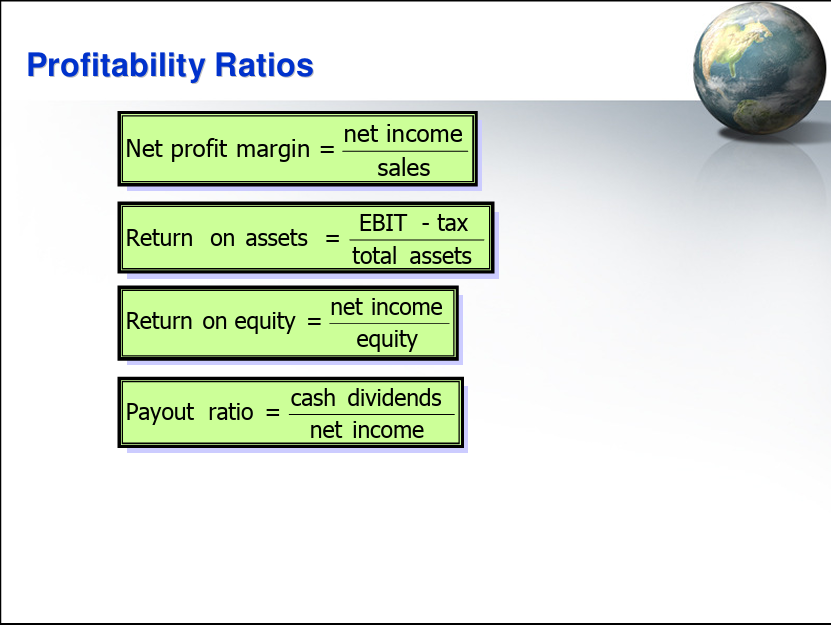 Profitability Ratios
Net profit margin = net income / sales
Return on assets = EBIT - tax / total assets
Return on equity = net income / equity
Payout ratio = cash dividends / net income